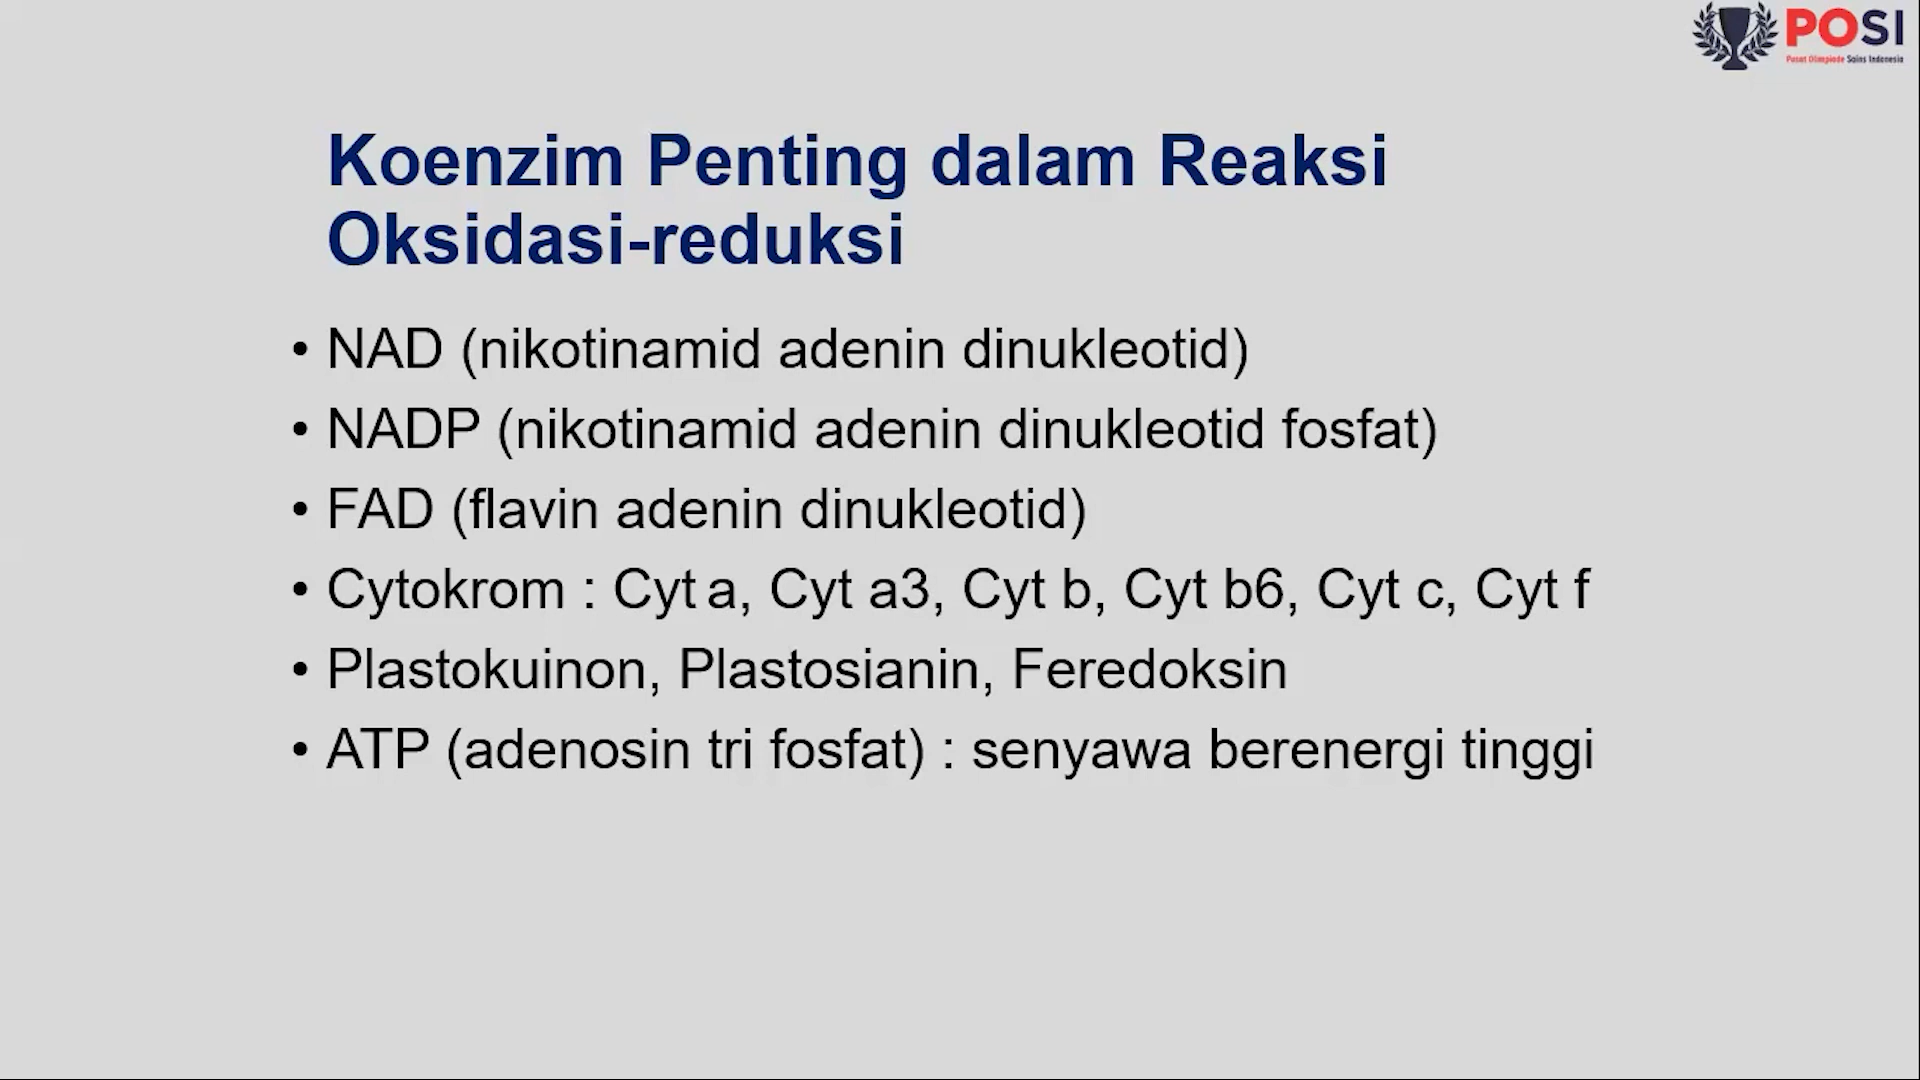 POSI
Pusat Olimpiade Sains Indonesia
Koenzim Penting dalam Reaksi
Oksidasi-reduksi
• NAD (nikotinamid adenin dinukleotid)
• NADP (nikotinamid adenin dinukleotid fosfat)
• FAD (flavin adenin dinukleotid)
• Cytokrom : Cyt a, Cyt a3, Cyt b, Cyt b6, Cyt c, Cyt f
• Plastokuinon, Plastosianin, Feredoksin
• ATP (adenosin tri fosfat) : senyawa berenergi tinggi